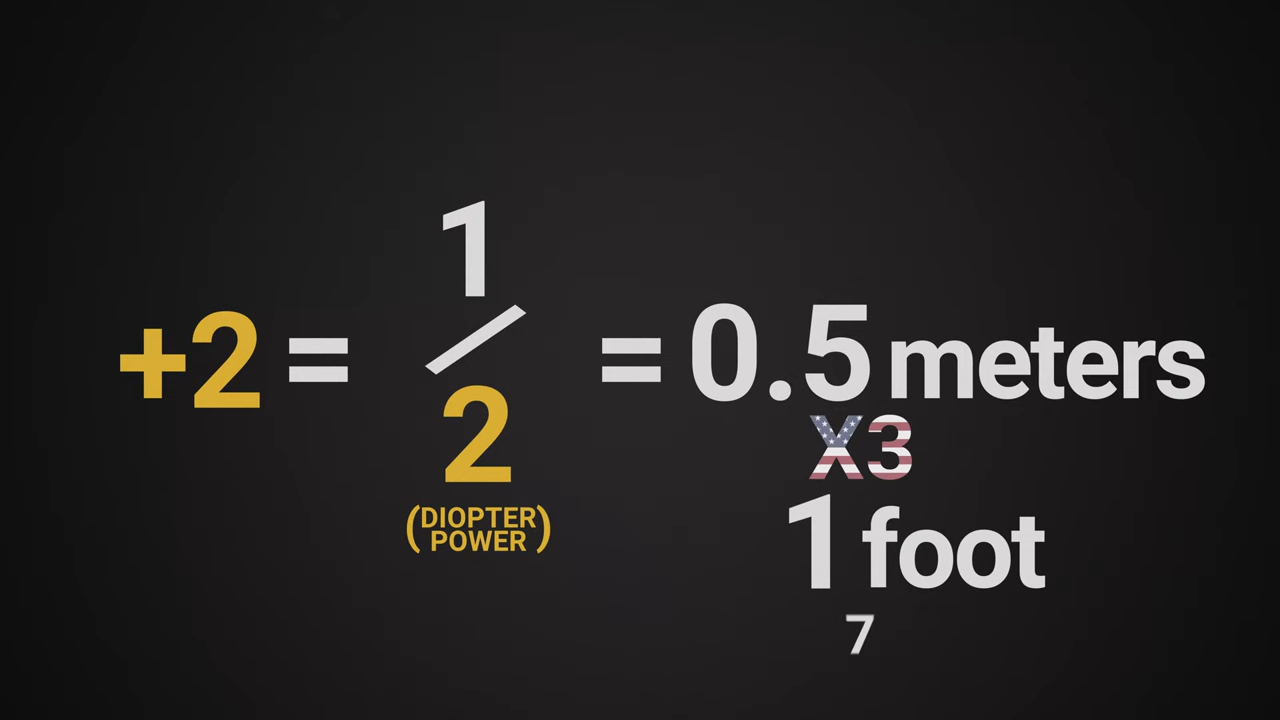 +2 = 1/2 = 0.5 meters
(DIOPTER POWER)
X3
1 foot
7